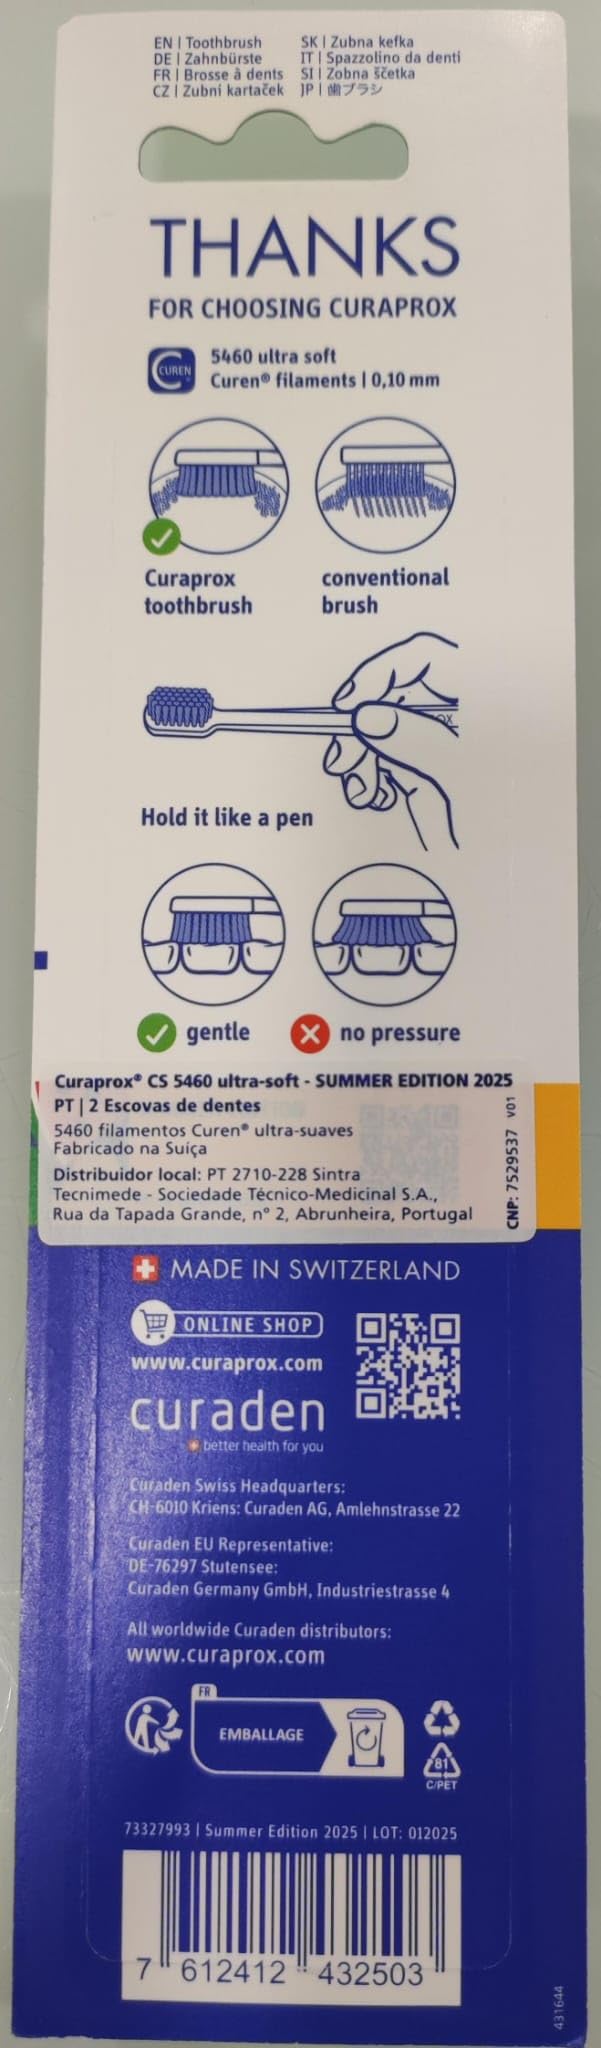 EN | Toothbrush
DE | Zahnbürste
FR | Brosse à dents
CZ | Zubní kartaček
SK | Zubna kefka
IT | Spazzolino da denti
SI | Zobna ščetka
JP | 歯ブラシ
THANKS
FOR CHOOSING CURAPROX
CUREN
5460 ultra soft
Curen® filaments | 0,10 mm
Curaprox
toothbrush
conventional
brush
OX
Hold it like a pen
gentle
no pressure
Curaprox® CS 5460 ultra-soft - SUMMER EDITION 2025
PT | 2 Escovas de dentes
5460 filamentos Curen® ultra-suaves
Fabricado na Suíça
Distribuidor local: PT 2710-228 Sintra
Tecnimede - Sociedade Técnico-Medicinal S.A.,
Rua da Tapada Grande, nº 2, Abrunheira, Portugal
CNP: 7529537 V01
MADE IN SWITZERLAND
ONLINE SHOP
www.curaprox.com
curaden
better health for you
Curaden Swiss Headquarters:
CH-6010 Kriens: Curaden AG, Amlehnstrasse 22
Curaden EU Representative:
DE-76297 Stutensee:
Curaden Germany GmbH, Industriestrasse 4
All worldwide Curaden distributors:
www.curaprox.com
FR
EMBALLAGE
81
C/PET
73327993 | Summer Edition 2025 | LOT: 012025
7 612412 432503
431644